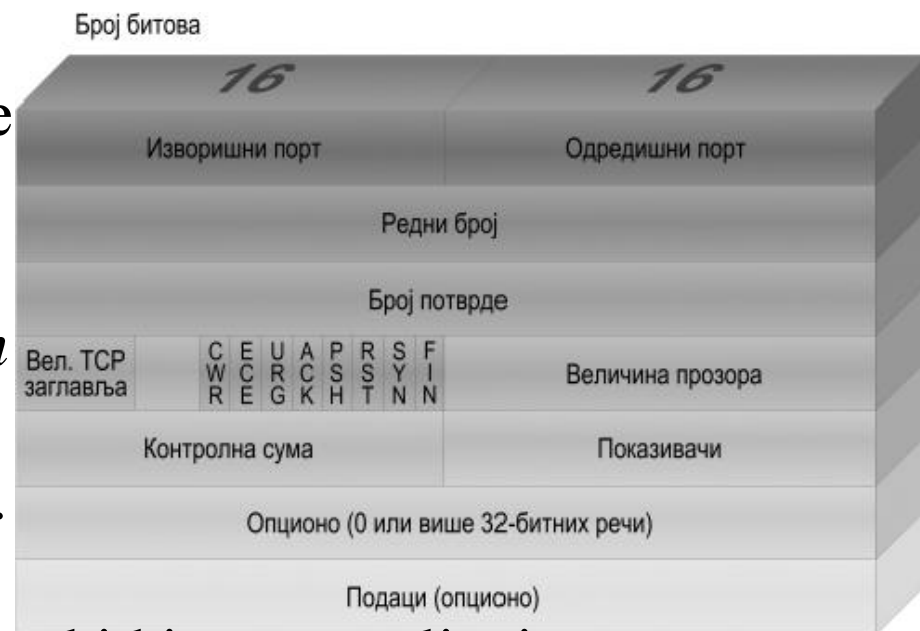 Број битова
16 16
е
Изворишни порт Одредишни порт
Редни број
Број потврде
п
Вел. TCP
заглавља
CWR ECE URG ACK PSH RST SYN FIN
Величина прозора
Контролна сума Показивачи
.
Опционо (0 или више 32-битних речи)
Подаци (опционо)